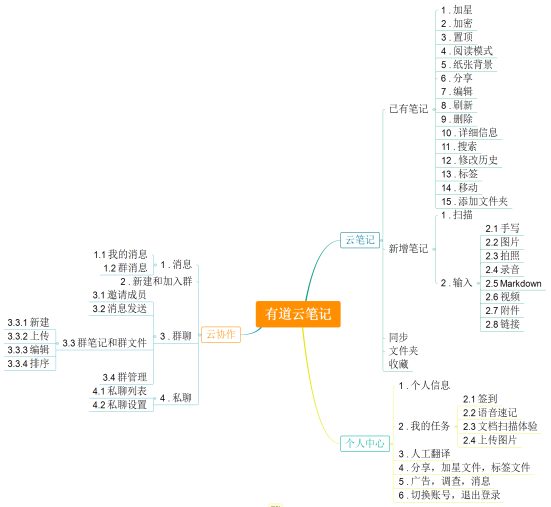 有道云笔记
云笔记
已有笔记
1 . 加星
2 . 加密
3 . 置顶
4 . 阅读模式
5 . 纸张背景
6 . 分享
7 . 编辑
8 . 刷新
9 . 删除
10 . 详细信息
11 . 搜索
12 . 修改历史
13 . 标签
14 . 移动
15 . 添加文件夹
新增笔记
1 . 扫描
2 . 输入
2.1 手写
2.2 图片
2.3 拍照
2.4 录音
2.5 Markdown
2.6 视频
2.7 附件
2.8 链接
同步
文件夹
收藏
个人中心
1 . 个人信息
2 . 我的任务
2.1 签到
2.2 语音速记
2.3 文档扫描体验
2.4 上传图片
3 . 人工翻译
4 . 分享，加星文件，标签文件
5 . 广告，调查，消息
6 . 切换账号，退出登录
云协作
1 . 消息
1.1 我的消息
1.2 群消息
2 . 新建和加入群
3 . 群聊
3.1 邀请成员
3.2 消息发送
3.3 群笔记和群文件
3.3.1 新建
3.3.2 上传
3.3.3 编辑
3.3.4 排序
3.4 群管理
4 . 私聊
4.1 私聊列表
4.2 私聊设置